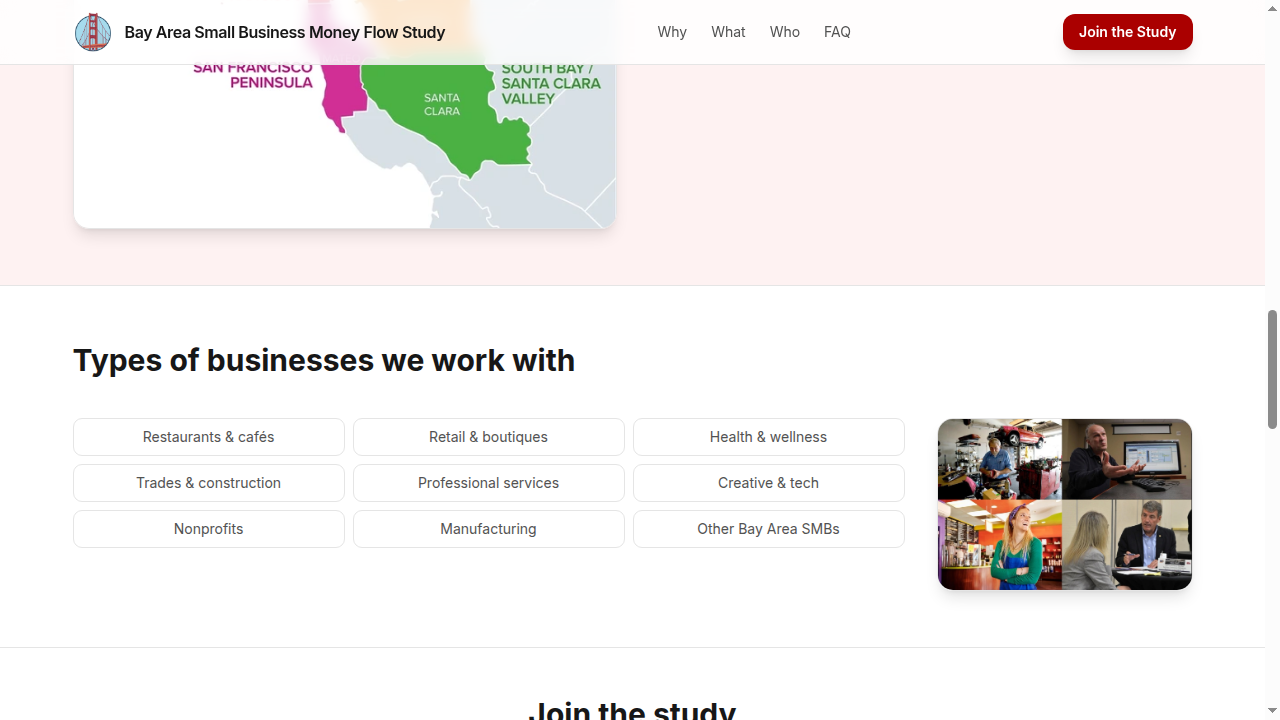 Bay Area Small Business Money Flow Study
Why
What
Who
FAQ
Join the Study
SAN FRANCISCO
PENINSULA
SANTA
CLARA
SOUTH BAY /
SANTA CLARA
VALLEY
Types of businesses we work with
Restaurants & cafés
Retail & boutiques
Health & wellness
Trades & construction
Professional services
Creative & tech
Nonprofits
Manufacturing
Other Bay Area SMBs
Join the study